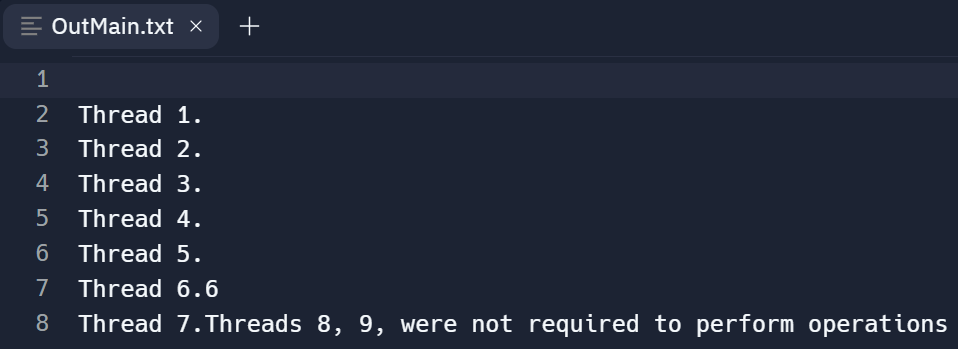 OutMain.txt × +
1
2 Thread 1.
3 Thread 2.
4 Thread 3.
5 Thread 4.
6 Thread 5.
7 Thread 6.6
8 Thread 7.Threads 8, 9, were not required to perform operations